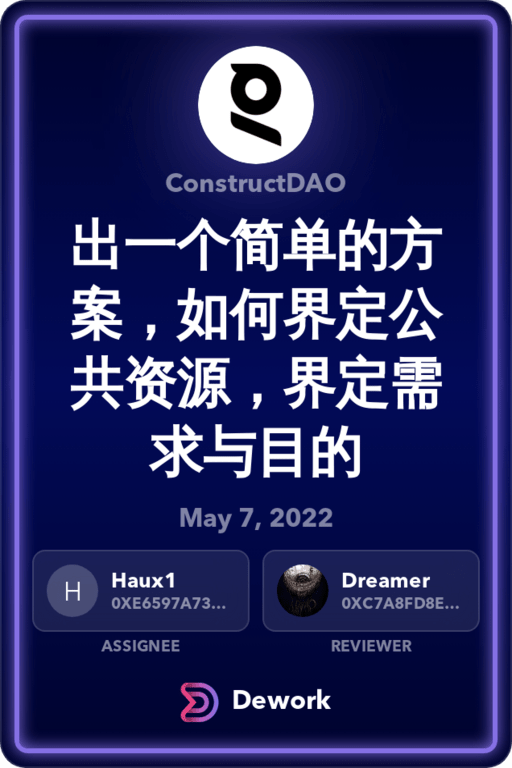 ConstructDAO
出一个简单的方
案，如何界定公
共资源，界定需
求与目的
May 7, 2022
H
Haux1
0XE6597A73...
ASSIGNEE
Dreamer
0XC7A8FD8E...
REVIEWER
Dework